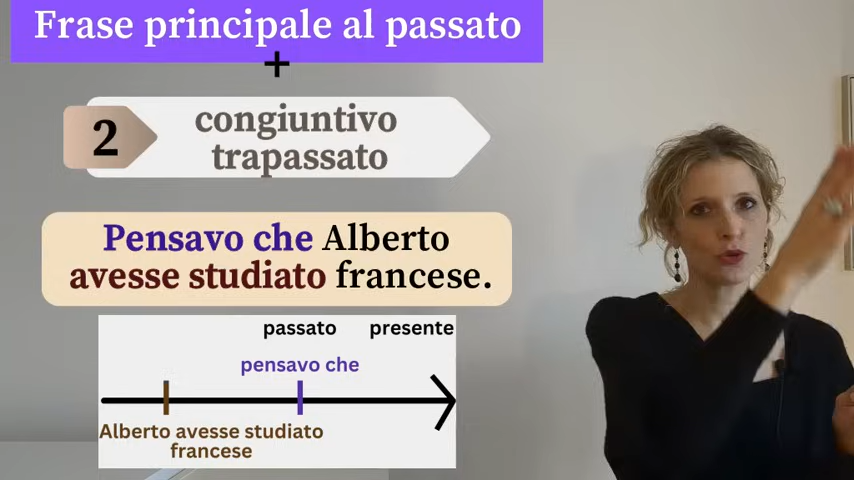 Frase principale al passato
+
2
congiuntivo
trapassato
Pensavo che Alberto
avesse studiato francese.
passato presente
pensavo che
Alberto avesse studiato
francese